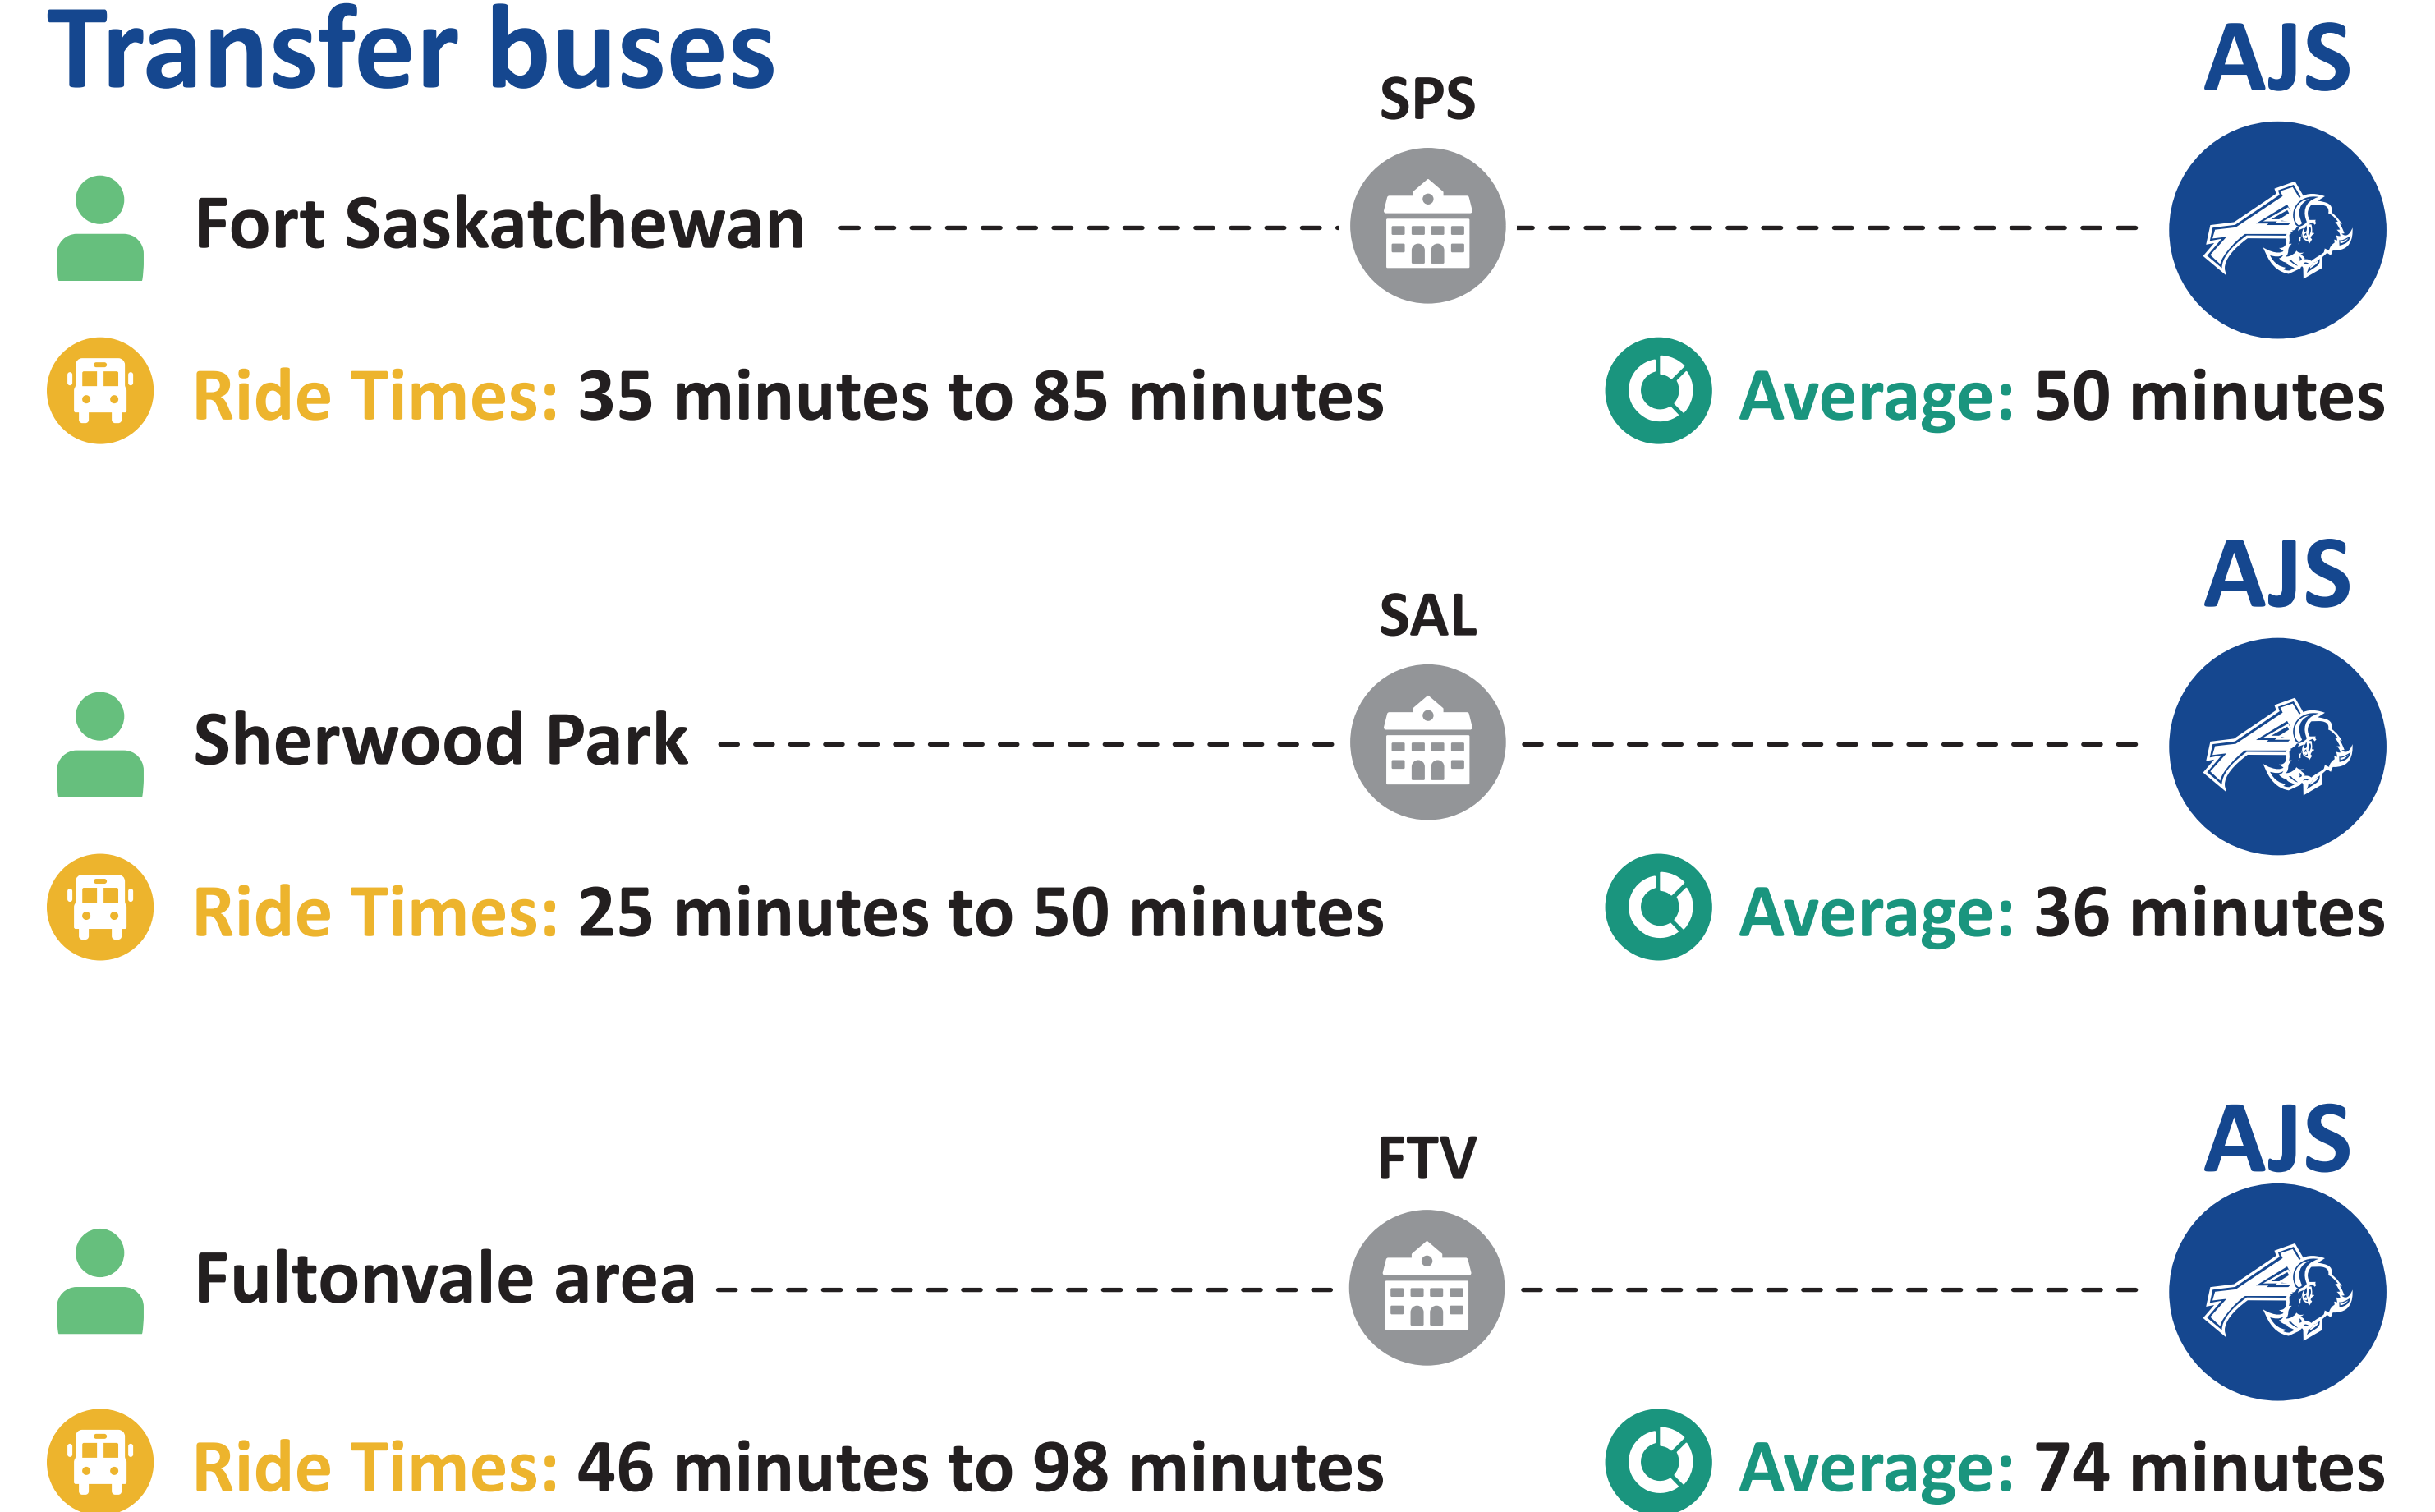 Transfer buses
SPS
AJS
Fort Saskatchewan
Ride Times: 35 minutes to 85 minutes
Average: 50 minutes
SAL
AJS
Sherwood Park
Ride Times: 25 minutes to 50 minutes
Average: 36 minutes
FTV
AJS
Fultonvale area
Ride Times: 46 minutes to 98 minutes
Average: 74 minutes